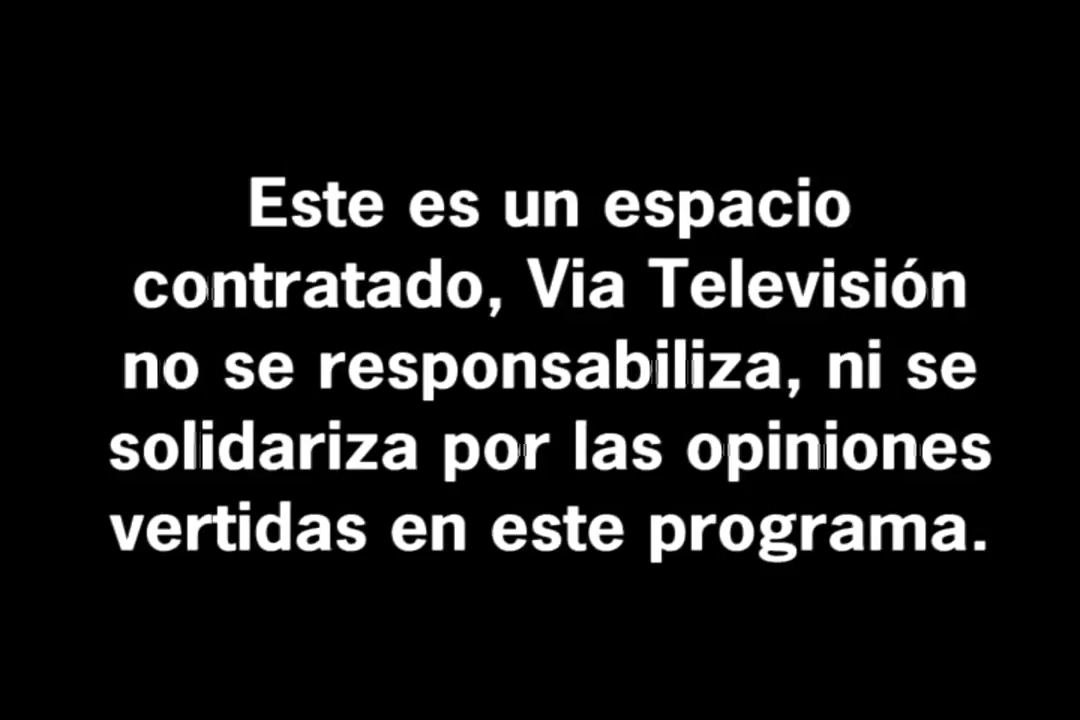 Este es un espacio
contratado, Via Televisión
no se responsabiliza, ni se
solidariza por las opiniones
vertidas en este programa.